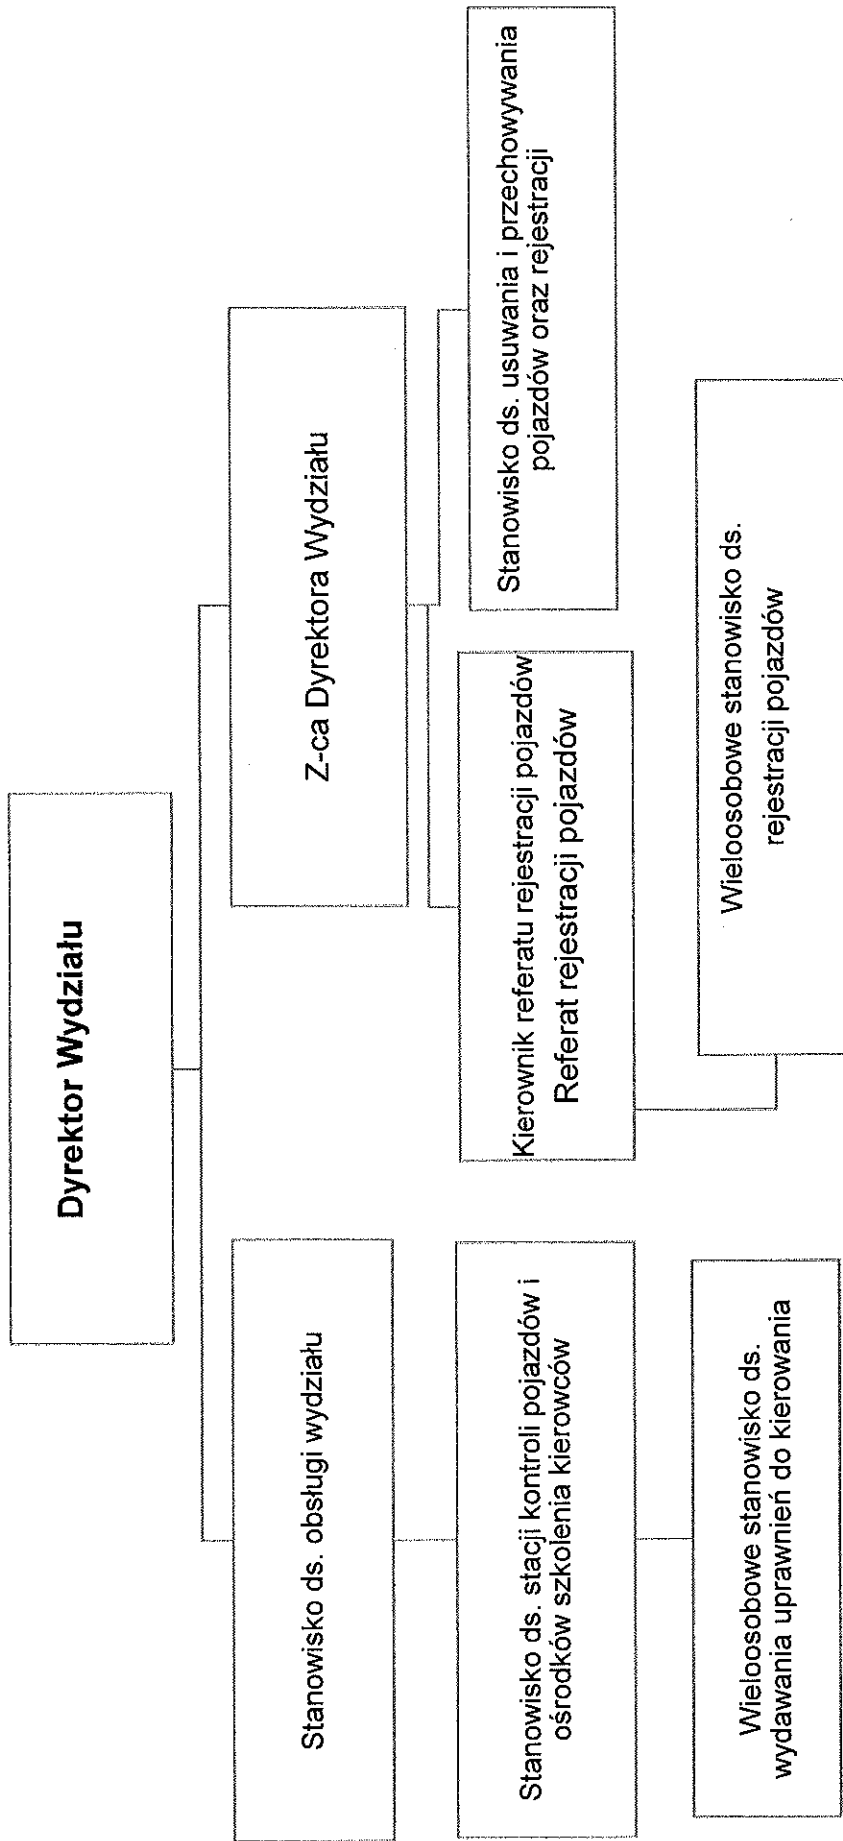 Dyrektor Wydziału
Stanowisko ds. obsługi wydziału
Z-ca Dyrektora Wydziału
Stanowisko ds. stacji kontroli pojazdów i
ośrodków szkolenia kierowców
Kierownik referatu rejestracji pojazdów
Referat rejestracji pojazdów
Stanowisko ds. usuwania i przechowywania
pojazdów oraz rejestracji
Wieloosobowe stanowisko ds.
wydawania uprawnień do kierowania
Wieloosobowe stanowisko ds.
rejestracji pojazdów